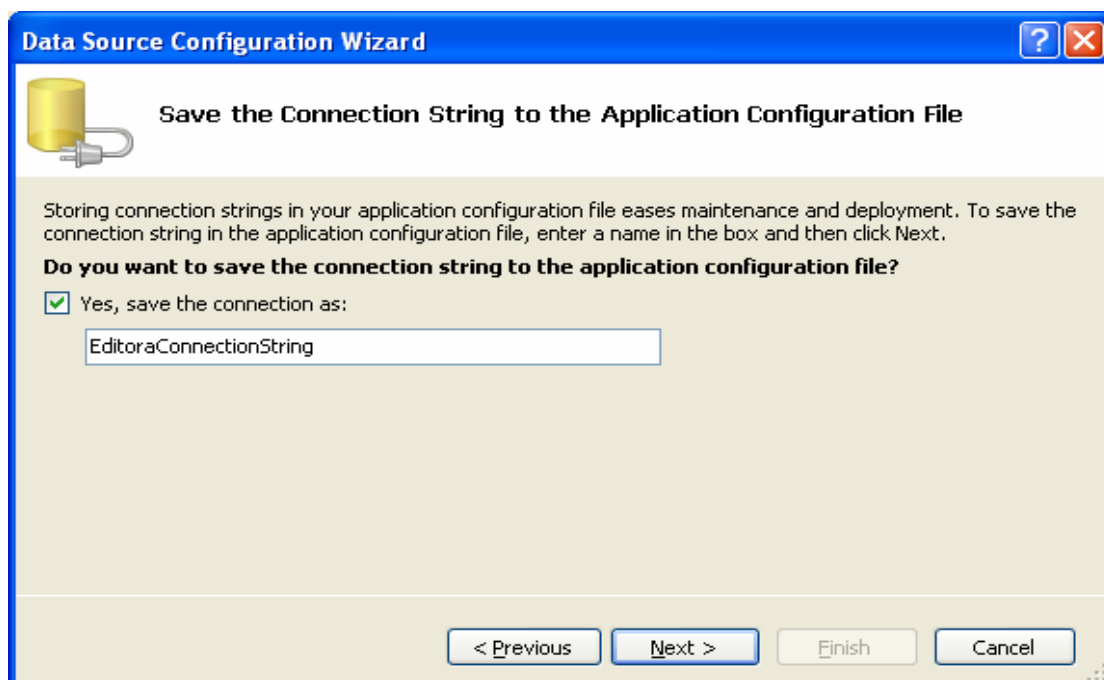 Data Source Configuration Wizard
Save the Connection String to the Application Configuration File
Storing connection strings in your application configuration file eases maintenance and deployment. To save the
connection string in the application configuration file, enter a name in the box and then click Next.
Do you want to save the connection string to the application configuration file?
Yes, save the connection as:
EditoraConnectionString
< Previous Next > Finish Cancel